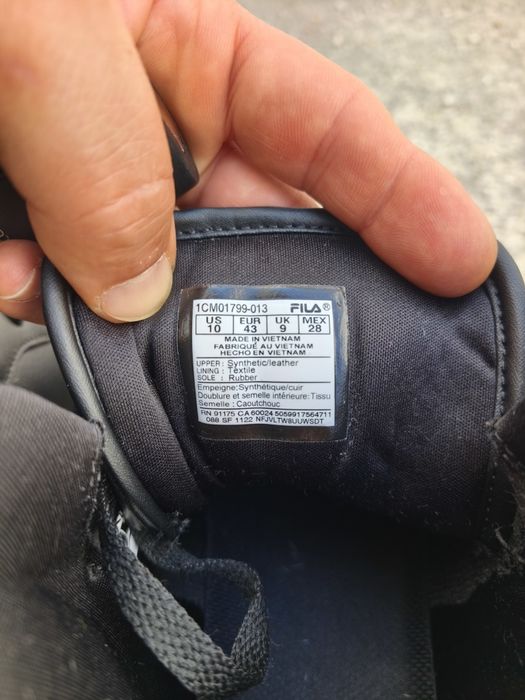 1CM01799-013 FILA®
US EUR UK MEX
10 43 9 28
MADE IN VIETNAM
FABRIQUÉ AU VIETNAM
HECHO EN VIETNAM
UPPER: Synthetic/leather
LINING: Textile
SOLE: Rubber
Empeigne:Synthétique/cuir
Doublure et semelle intérieure:Tissu
Semelle: Caoutchouc
RN 91175 CA 60024 5059917564711
088 SF 1122 NFJVLTW8UUWSDT